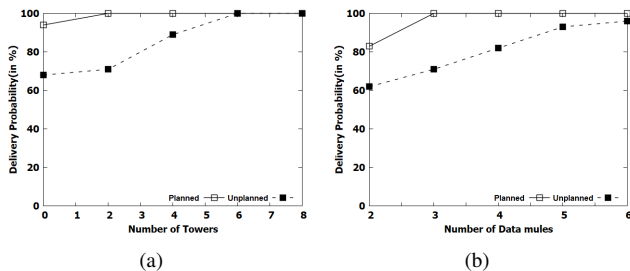 100
80
60
40
20
0
Delivery Probability(in %)
Planned Unplanned
0 1 2 3 4 5 6 7 8
Number of Towers
(a)
100
80
60
40
20
0
Delivery Probability(in %)
Planned Unplanned
2 3 4 5 6
Number of Data mules
(b)